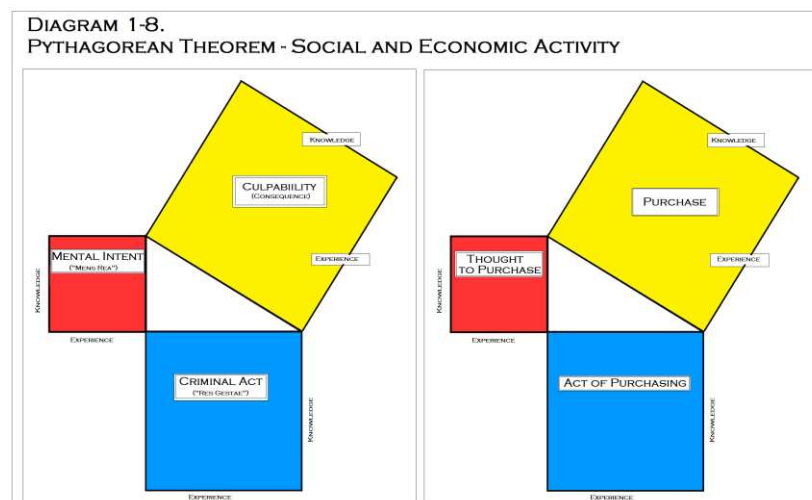 DIAGRAM 1-8.
PYTHAGOREAN THEOREM - SOCIAL AND ECONOMIC ACTIVITY
KNOWLEDGE
CULPABIILITY
(CONSEQUENCE)
EXPERIENCE
MENTAL INTENT
("MENS REA")
KNOWLEDGE
EXPERIENCE
CRIMINAL ACT
("RES GESTAE")
KNOWLEDGE
EXPERIENCE
KNOWLEDGE
PURCHASE
EXPERIENCE
THOUGHT
TO PURCHASE
KNOWLEDGE
EXPERIENCE
ACT OF PURCHASING
KNOWLEDGE
EXPERIENCE